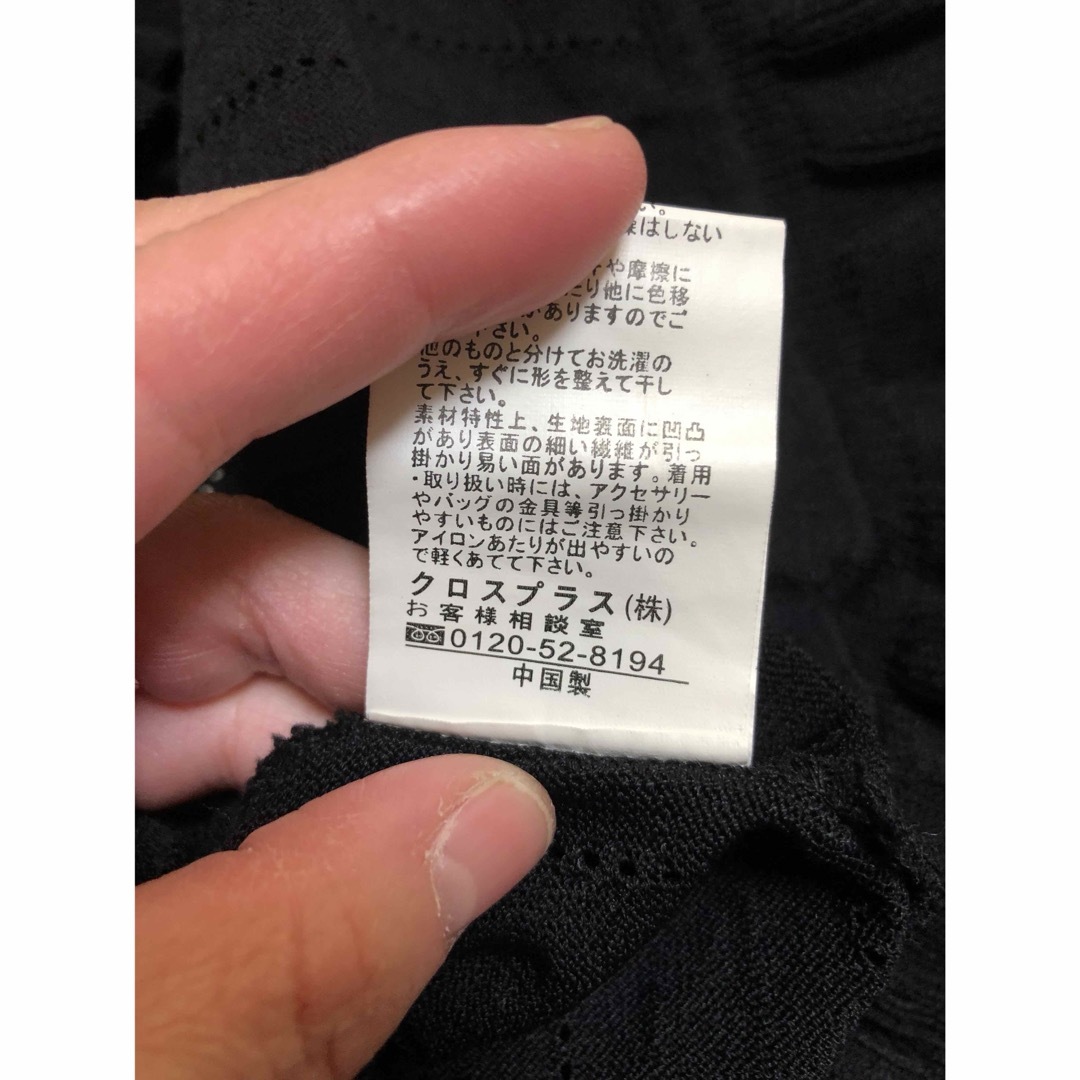 い。
はしない
や摩擦に
たり他に色移
がありますのでご
下さい。
他のものと分けてお洗濯の
うえ、すぐに形を整えて干し
て下さい。
素材特性上、生地表面に凹凸
があり表面の細い繊維が引っ
掛かり易い面があります。着用
・取り扱い時には、アクセサリー
やバッグの金具等引っ掛かり
やすいものにはご注意下さい。
アイロンあたりが出やすいの
で軽くあてて下さい。
クロスプラス(株)
お客様相談室
0120-52-8194
中国製